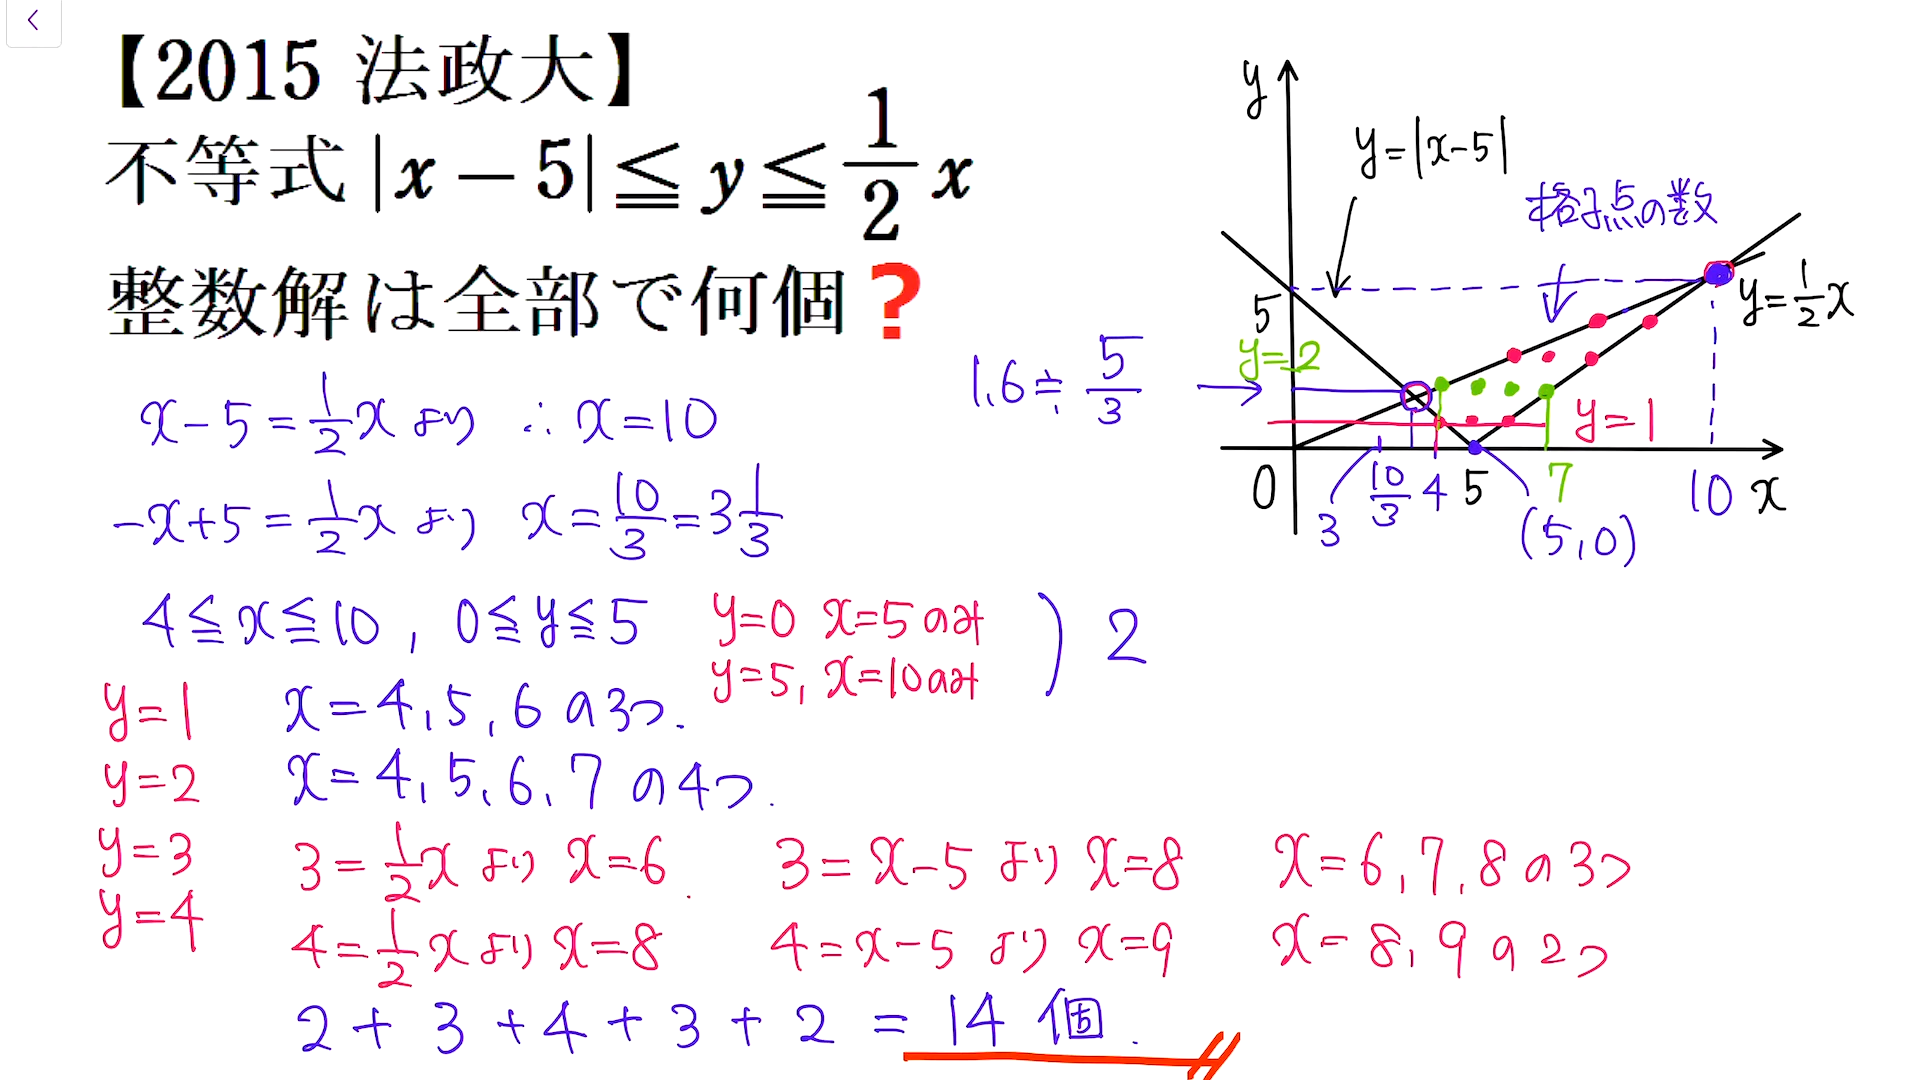 【2015 法政大】
不等式 |x − 5| ≦ y ≦ 1/2 x
整数解は全部で何個❓
x−5=1/2x より ∴x=10
−x+5=1/2x より x=10/3=3 1/3
4≦x≦10, 0≦y≦5
y=0 x=5のみ
y=5, x=10のみ
) 2
y=1 x=4,5,6の3つ.
y=2 x=4,5,6,7の4つ.
y=3 3=1/2x より x=6. 3=x−5 より x=8 x=6,7,8の3つ
y=4 4=1/2x より x=8 4=x−5 より x=9 x=8,9の2つ
2+3+4+3+2=14個.
y
y=|x−5|
格子点の数
y=1/2x
5
y=2
1.6≒5/3
y=1
0
3
10/3
4
5
7
10
x
(5,0)